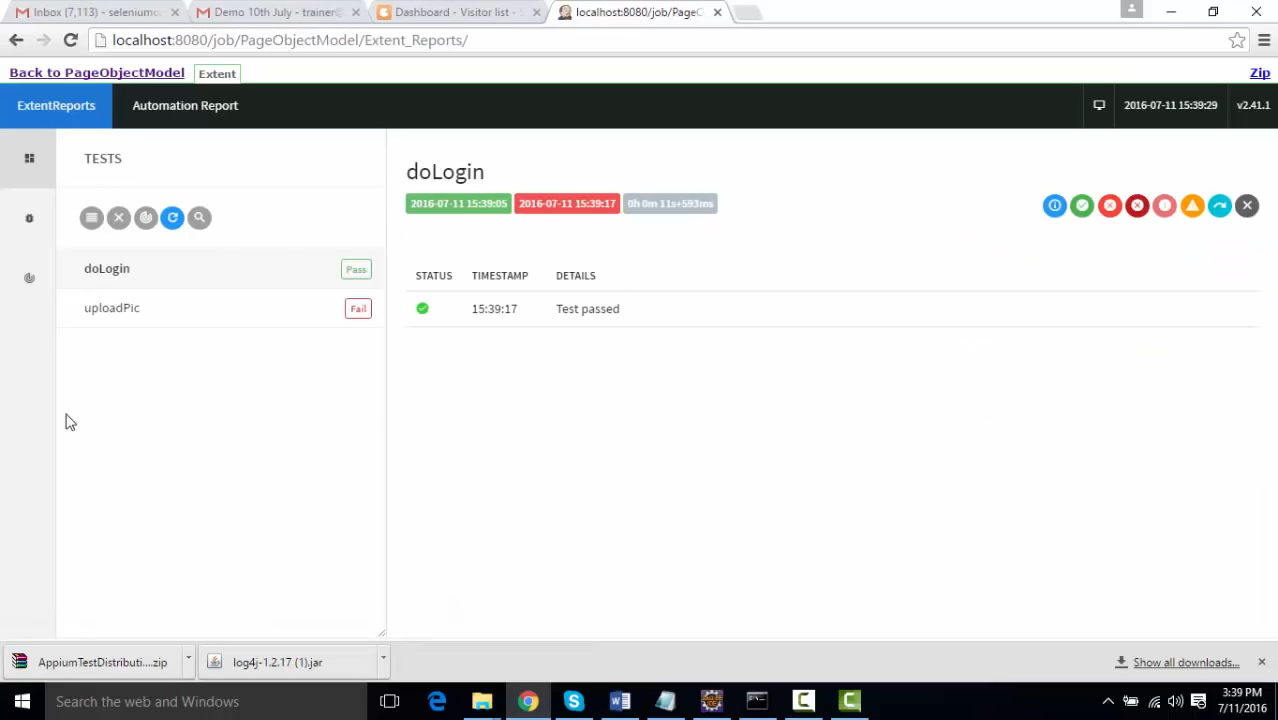 Inbox (7,113) - seleniumc
Demo 10th July - trainer@
Dashboard - Visitor list -
localhost:8080/job/PageO
localhost:8080/job/PageObjectModel/Extent_Reports/
Back to PageObjectModel
Extent
Zip
ExtentReports
Automation Report
2016-07-11 15:39:29
v2.41.1
TESTS
doLogin
Pass
uploadPic
Fail
doLogin
2016-07-11 15:39:05
2016-07-11 15:39:17
0h 0m 11s+593ms
STATUS TIMESTAMP DETAILS
15:39:17 Test passed
AppiumTestDistributi....zip
log4j-1.2.17 (1).jar
Show all downloads...
Search the web and Windows
3:39 PM
7/11/2016